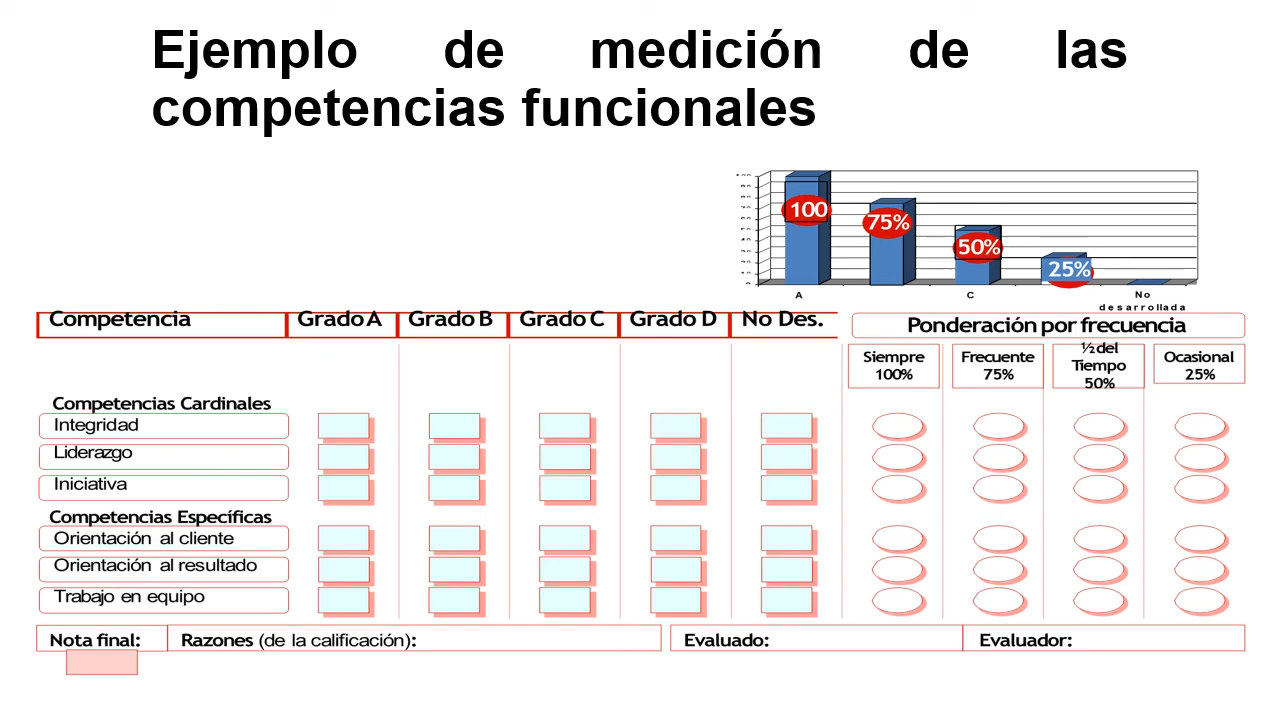 Ejemplo de medición de las
competencias funcionales
100
75%
50%
25%
A C No
desarrollada
Competencia Grado A Grado B Grado C Grado D No Des. Ponderación por frecuencia
Siempre
100%
Frecuente
75%
½ del
Tiempo
50%
Ocasional
25%
Competencias Cardinales
Integridad
Liderazgo
Iniciativa
Competencias Específicas
Orientación al cliente
Orientación al resultado
Trabajo en equipo
Nota final: Razones (de la calificación): Evaluado: Evaluador: